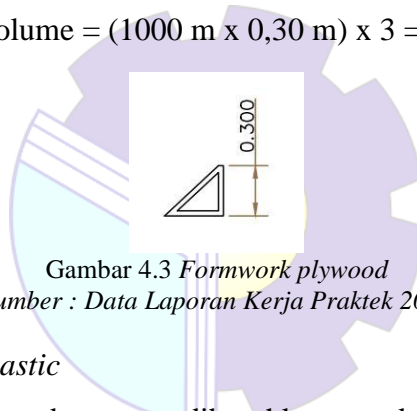 olume = (1000 m x 0,30 m) x 3 =
0.300
Gambar 4.3 Formwork plywood
umber : Data Laporan Kerja Praktek 20
astic